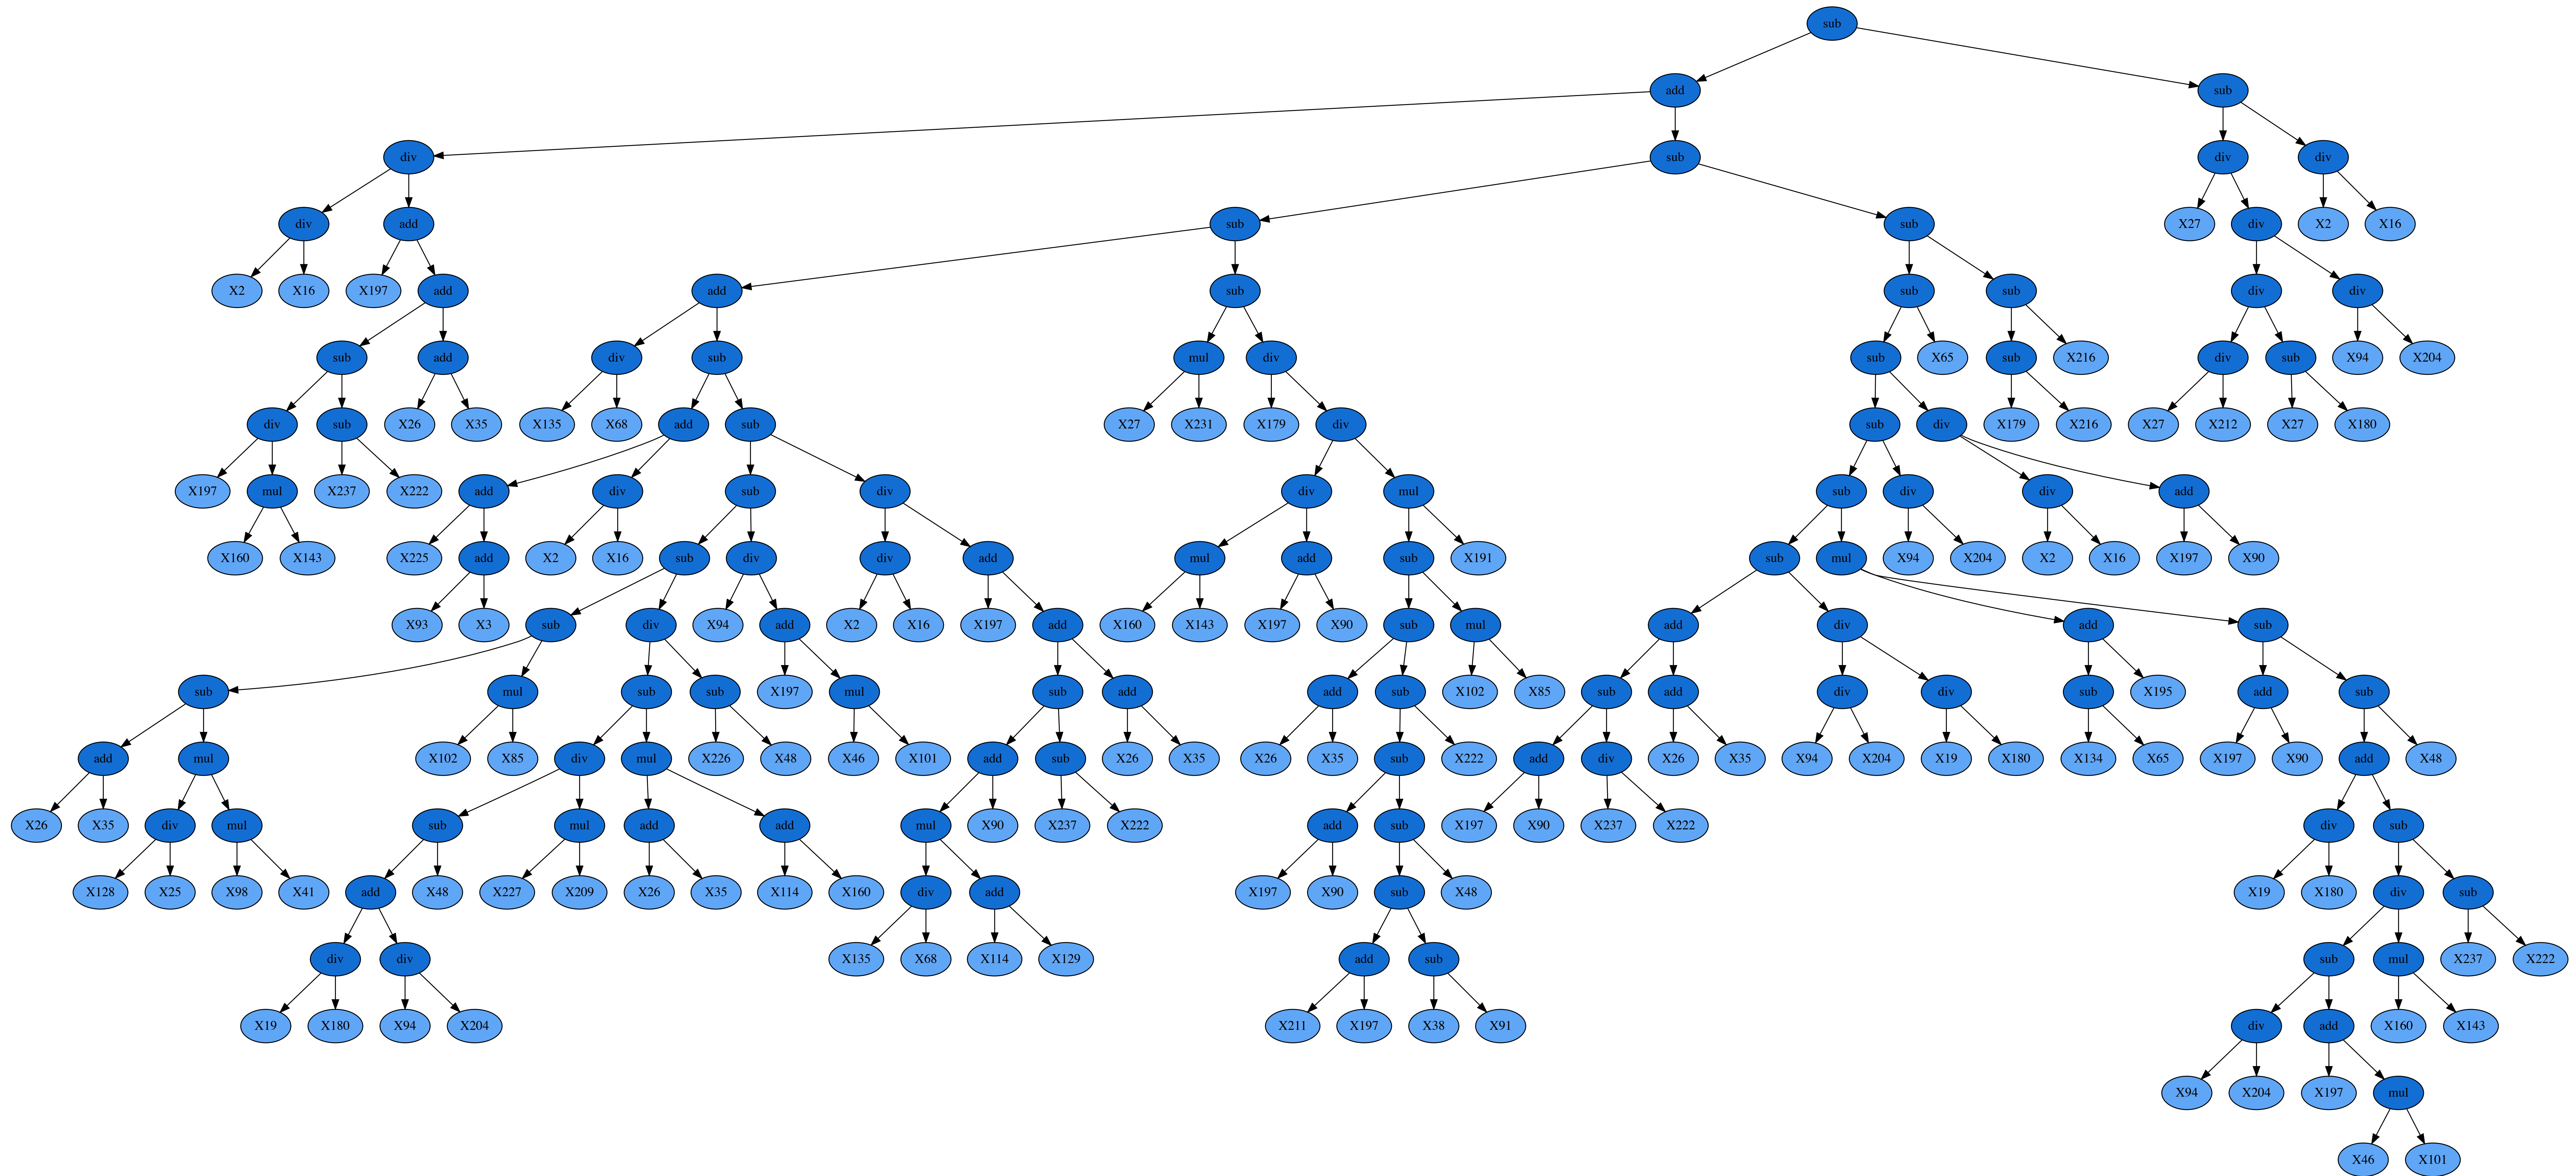 sub
add sub
div sub div div
div add sub sub X27 div X2 X16
X2 X16 X197 add add sub sub sub div div
sub add div sub mul div sub X65 sub X216 div sub X94 X204
div sub X26 X35 X135 X68 add sub X27 X231 X179 div sub div X179 X216 X27 X212 X27 X180
X197 mul X237 X222 add div sub div div mul sub div div add
X160 X143 X225 add X2 X16 sub div div add mul add sub X191 sub mul X94 X204 X2 X16 X197 X90
X93 X3 sub div X94 add X2 X16 X197 add X160 X143 X197 X90 sub mul add div add sub
sub mul sub sub X197 mul sub add add sub X102 X85 sub add div div sub X195 add sub
add mul X102 X85 div mul X226 X48 X46 X101 add sub X26 X35 X26 X35 sub X222 add div X26 X35 X94 X204 X19 X180 X134 X65 X197 X90 add X48
X26 X35 div mul sub mul add add mul X90 X237 X222 add sub X197 X90 X237 X222 div sub
X128 X25 X98 X41 add X48 X227 X209 X26 X35 X114 X160 div add X197 X90 sub X48 X19 X180 div sub
div div X135 X68 X114 X129 add sub sub mul X237 X222
X19 X180 X94 X204 X211 X197 X38 X91 div add X160 X143
X94 X204 X197 mul
X46 X101